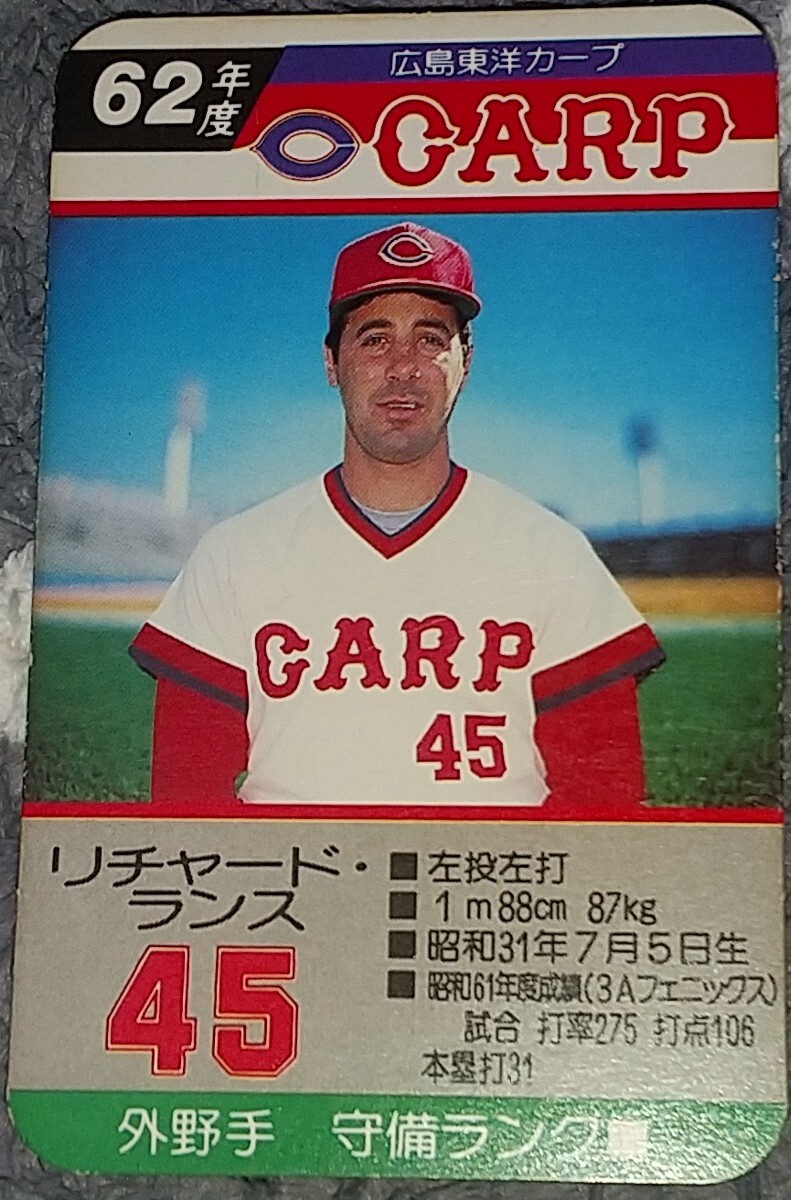 62年度
広島東洋カープ
C CARP
C
CARP
45
リチャード・
ランス
45
■左投左打
■1m88cm 87kg
■昭和31年7月5日生
■昭和61年度成績(3Aフェニックス)
試合 打率275 打点106
本塁打31
外野手 守備ランク